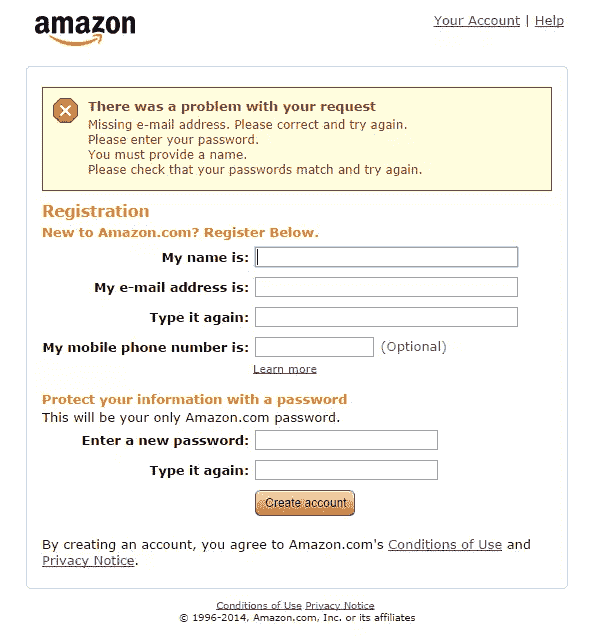 amazon
Your Account | Help
There was a problem with your request
Missing e-mail address. Please correct and try again.
Please enter your password.
You must provide a name.
Please check that your passwords match and try again.
Registration
New to Amazon.com? Register Below.
My name is:
My e-mail address is:
Type it again:
My mobile phone number is: (Optional)
Learn more
Protect your information with a password
This will be your only Amazon.com password.
Enter a new password:
Type it again:
Create account
By creating an account, you agree to Amazon.com's Conditions of Use and
Privacy Notice.
Conditions of Use Privacy Notice
© 1996-2014, Amazon.com, Inc. or its affiliates